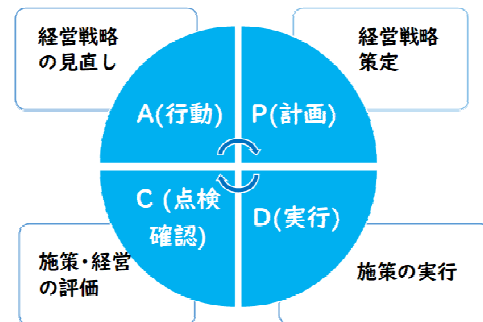 経営戦略
の見直し
経営戦略
策定
A(行動)
P(計画)
C (点検
確認)
D(実行)
施策・経営
の評価
施策の実行